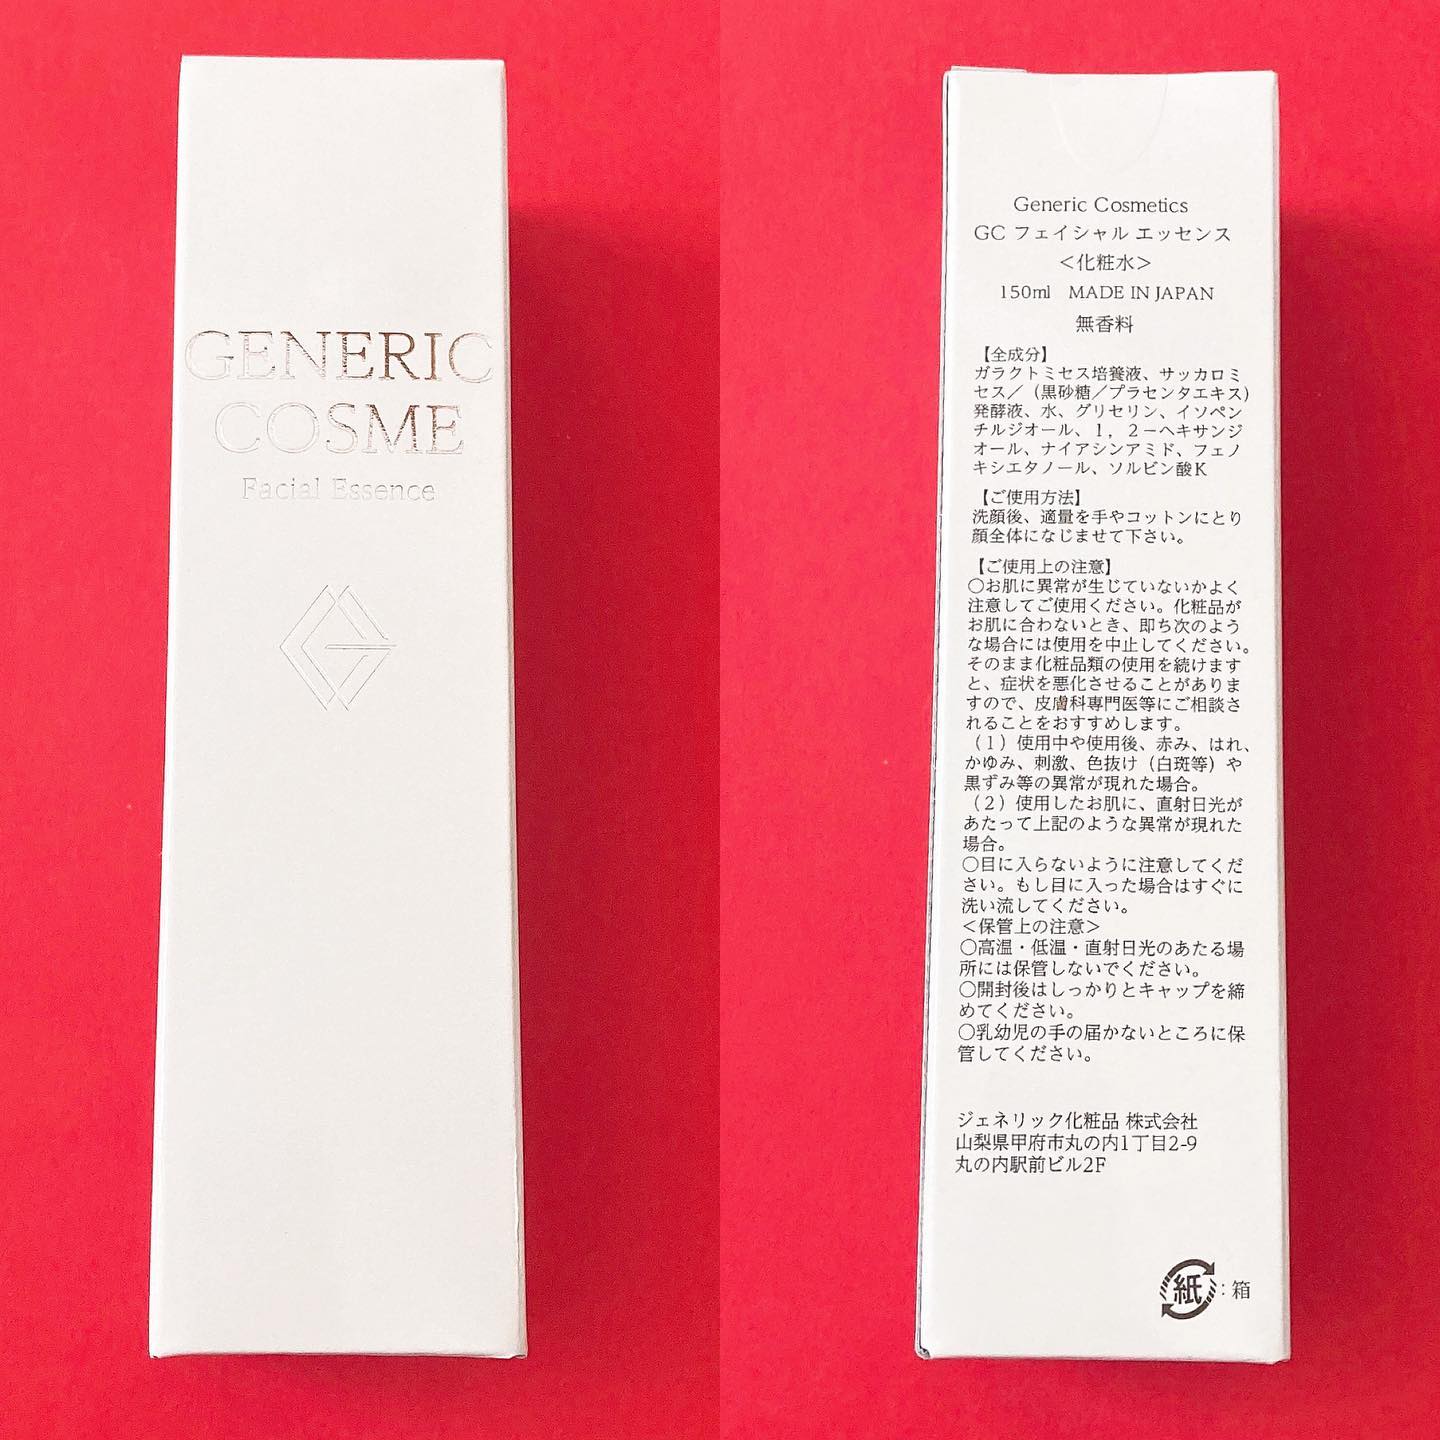 GENERIC
COSME
Facial Essence
Generic Cosmetics
GC フェイシャル エッセンス
＜化粧水＞
150ml MADE IN JAPAN
無香料
【全成分】
ガラクトミセス培養液、サッカロミ
セス／（黒砂糖／プラセンタエキス）
発酵液、水、グリセリン、イソペン
チルジオール、１，２－ヘキサンジ
オール、ナイアシンアミド、フェノ
キシエタノール、ソルビン酸Ｋ
【ご使用方法】
洗顔後、適量を手やコットンにとり
顔全体になじませて下さい。
【ご使用上の注意】
○お肌に異常が生じていないかよく
注意してご使用ください。化粧品が
お肌に合わないとき、即ち次のよう
な場合には使用を中止してください。
そのまま化粧品類の使用を続けます
と、症状を悪化させることがありま
すので、皮膚科専門医等にご相談さ
れることをおすすめします。
（１）使用中や使用後、赤み、はれ、
かゆみ、刺激、色抜け（白斑等）や
黒ずみ等の異常が現れた場合。
（２）使用したお肌に、直射日光が
あたって上記のような異常が現れた
場合。
○目に入らないように注意してくだ
さい。もし目に入った場合はすぐに
洗い流してください。
＜保管上の注意＞
○高温・低温・直射日光のあたる場
所には保管しないでください。
○開封後はしっかりとキャップを締
めてください。
○乳幼児の手の届かないところに保
管してください。
ジェネリック化粧品 株式会社
山梨県甲府市丸の内1丁目2-9
丸の内駅前ビル2F
紙：箱